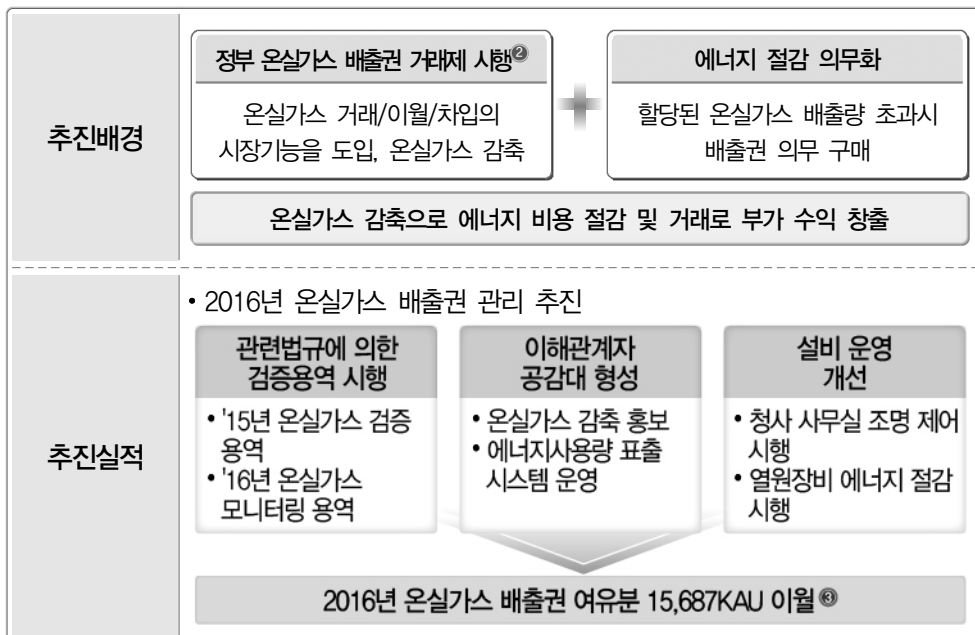 추진배경
정부 온실가스 배출권 거래제 시행❷
온실가스 거래/이월/차입의
시장기능을 도입, 온실가스 감축
에너지 절감 의무화
할당된 온실가스 배출량 초과시
배출권 의무 구매
온실가스 감축으로 에너지 비용 절감 및 거래로 부가 수익 창출
추진실적
• 2016년 온실가스 배출권 관리 추진
관련법규에 의한
검증용역 시행
• '15년 온실가스 검증
용역
• '16년 온실가스
모니터링 용역
이해관계자
공감대 형성
• 온실가스 감축 홍보
• 에너지사용량 표출
시스템 운영
설비 운영
개선
• 청사 사무실 조명 제어
시행
• 열원장비 에너지 절감
시행
2016년 온실가스 배출권 여유분 15,687KAU 이월❸